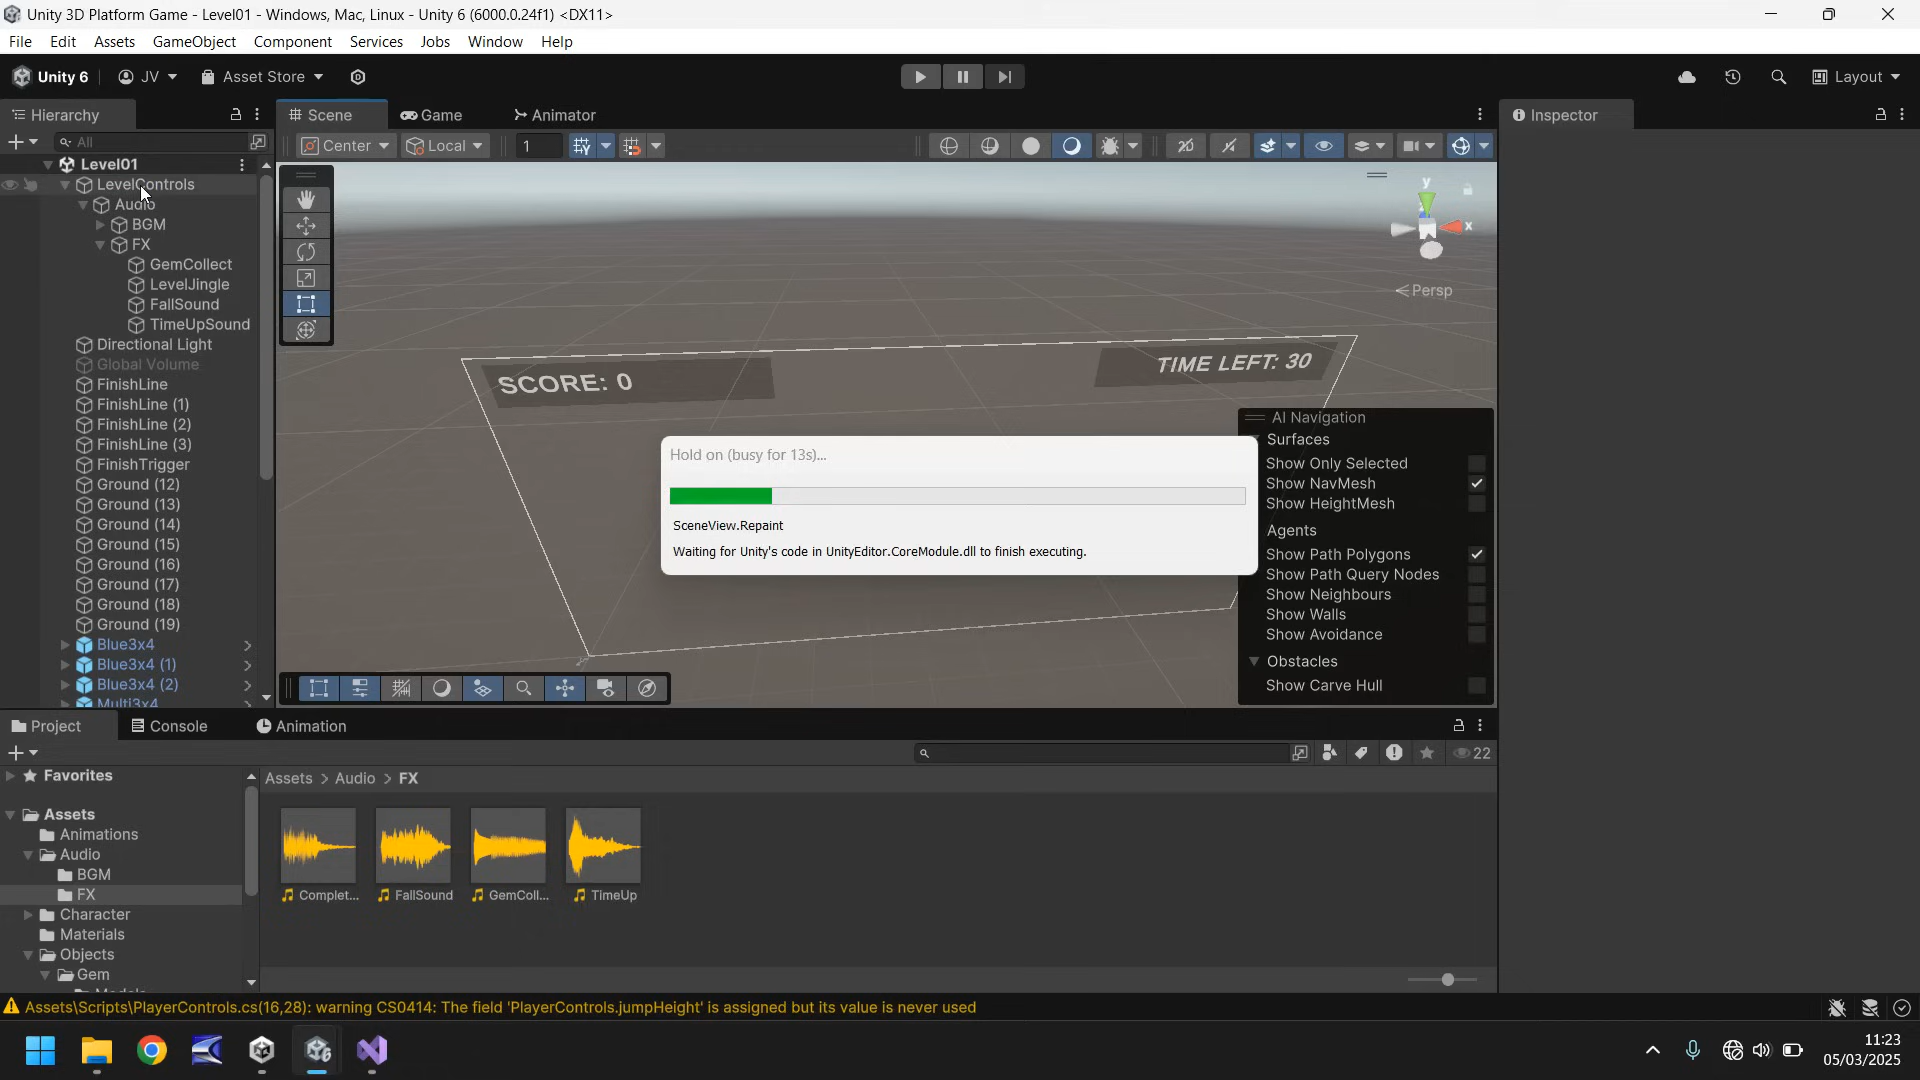 Unity 3D Platform Game - Level01 - Windows, Mac, Linux - Unity 6 (6000.0.24f1) <DX11>
File Edit Assets GameObject Component Services Jobs Window Help
Unity 6 JV Asset Store Layout
Hierarchy Scene Game Animator Inspector
All Center Local 1 2D
Level01
LevelControls
Audio
BGM
FX
GemCollect
LevelJingle
FallSound
TimeUpSound
Directional Light
Global Volume
FinishLine
FinishLine (1)
FinishLine (2)
FinishLine (3)
FinishTrigger
Ground (12)
Ground (13)
Ground (14)
Ground (15)
Ground (16)
Ground (17)
Ground (18)
Ground (19)
Blue3x4
Blue3x4 (1)
Blue3x4 (2)
Multi3x4
y
x
Persp
SCORE: 0
TIME LEFT: 30
Hold on (busy for 13s)...
SceneView.Repaint
Waiting for Unity's code in UnityEditor.CoreModule.dll to finish executing.
AI Navigation
Surfaces
Show Only Selected
Show NavMesh
Show HeightMesh
Agents
Show Path Polygons
Show Path Query Nodes
Show Neighbours
Show Walls
Show Avoidance
Obstacles
Show Carve Hull
Project Console Animation
22
Favorites
Assets
Animations
Audio
BGM
FX
Character
Materials
Objects
Gem
Assets > Audio > FX
Complet... FallSound GemColl... TimeUp
Assets\Scripts\PlayerControls.cs(16,28): warning CS0414: The field 'PlayerControls.jumpHeight' is assigned but its value is never used
11:23
05/03/2025